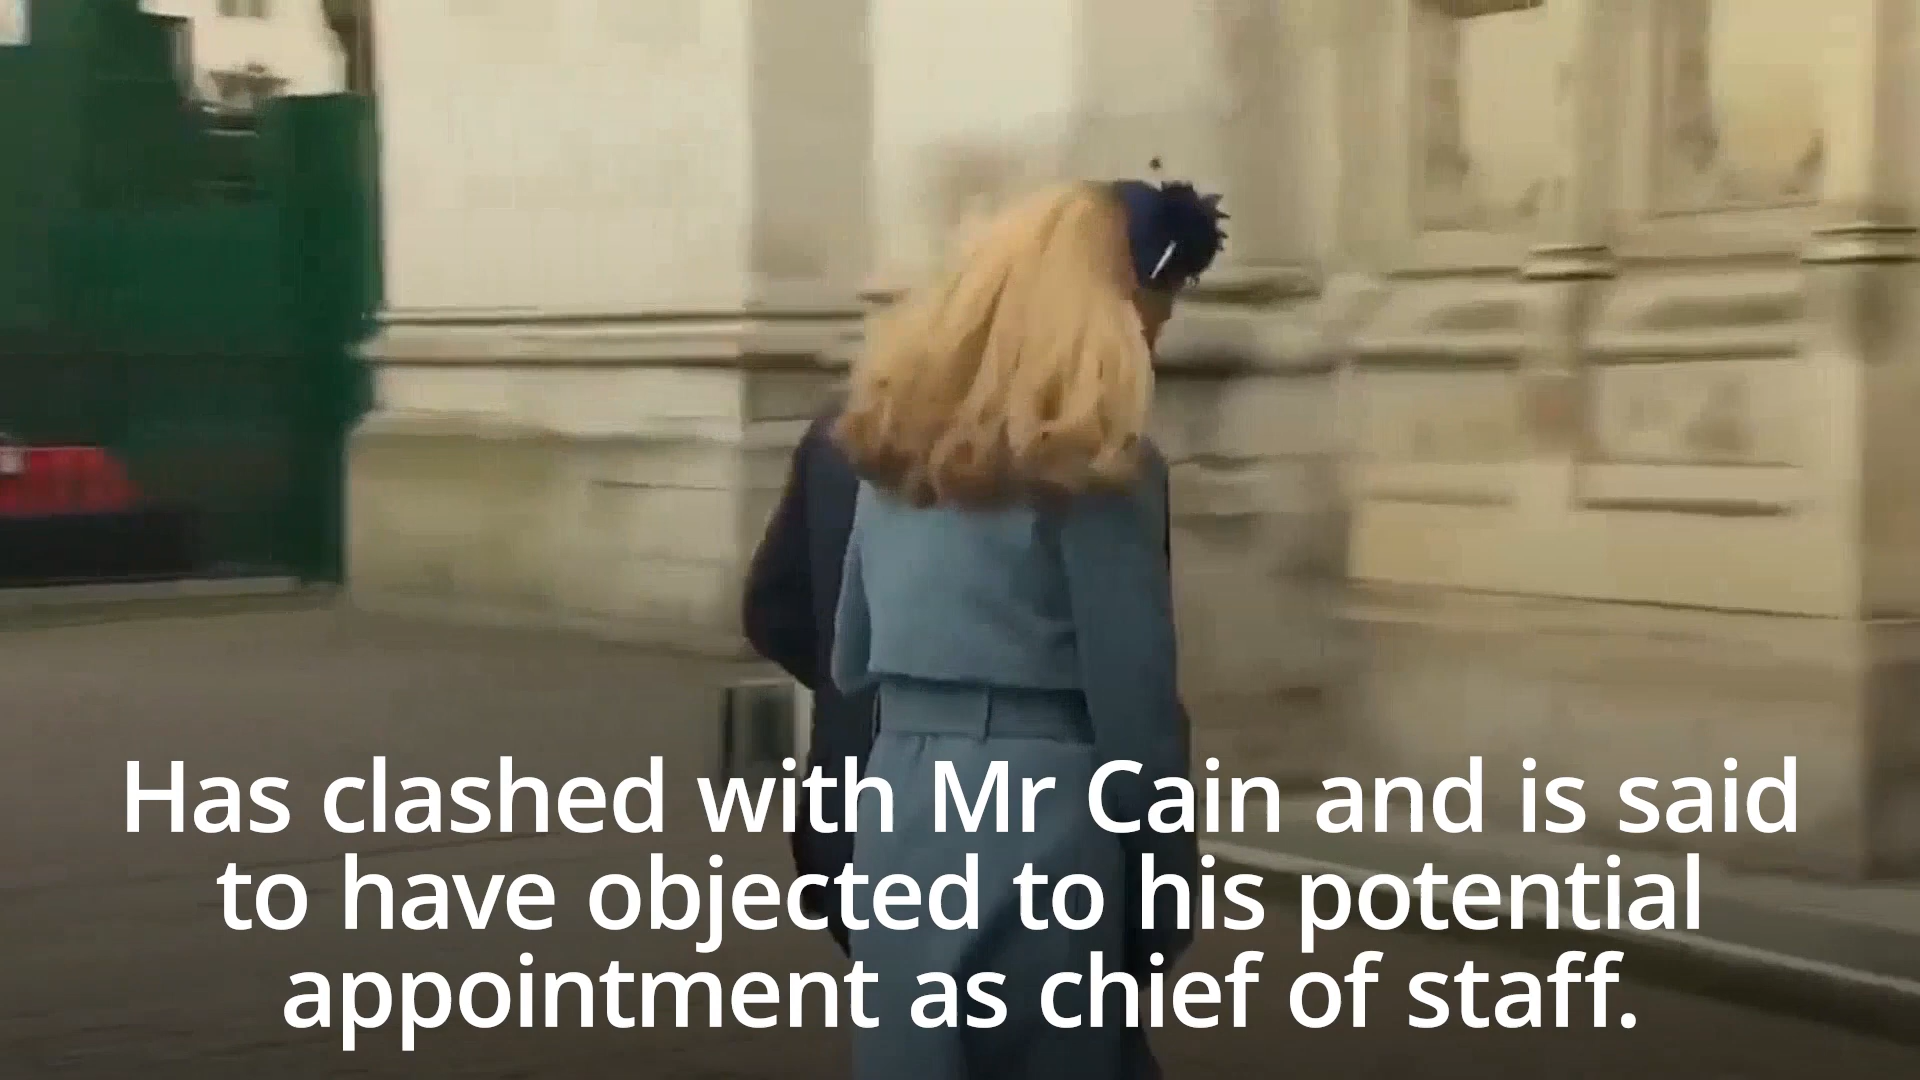 Has clashed with Mr Cain and is said
to have objected to his potential
appointment as chief of staff.